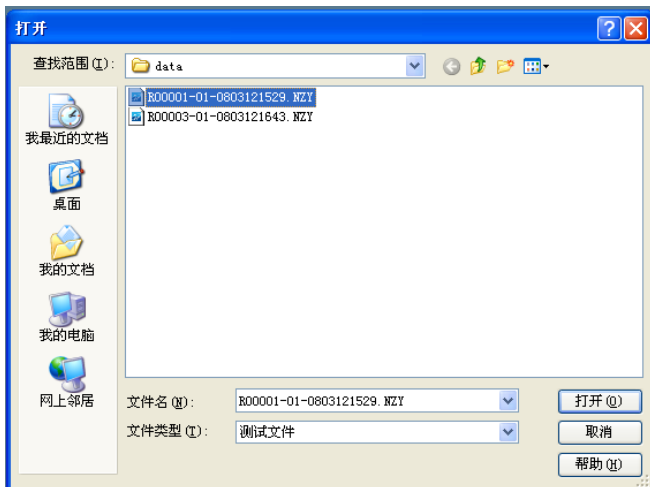 打开
查找范围(I):
data
R00001-01-0803121529.NZY
R00003-01-0803121643.NZY
我最近的文档
桌面
我的文档
我的电脑
网上邻居
文件名(N):
R00001-01-0803121529.NZY
打开(O)
文件类型(T):
测试文件
取消
帮助(H)